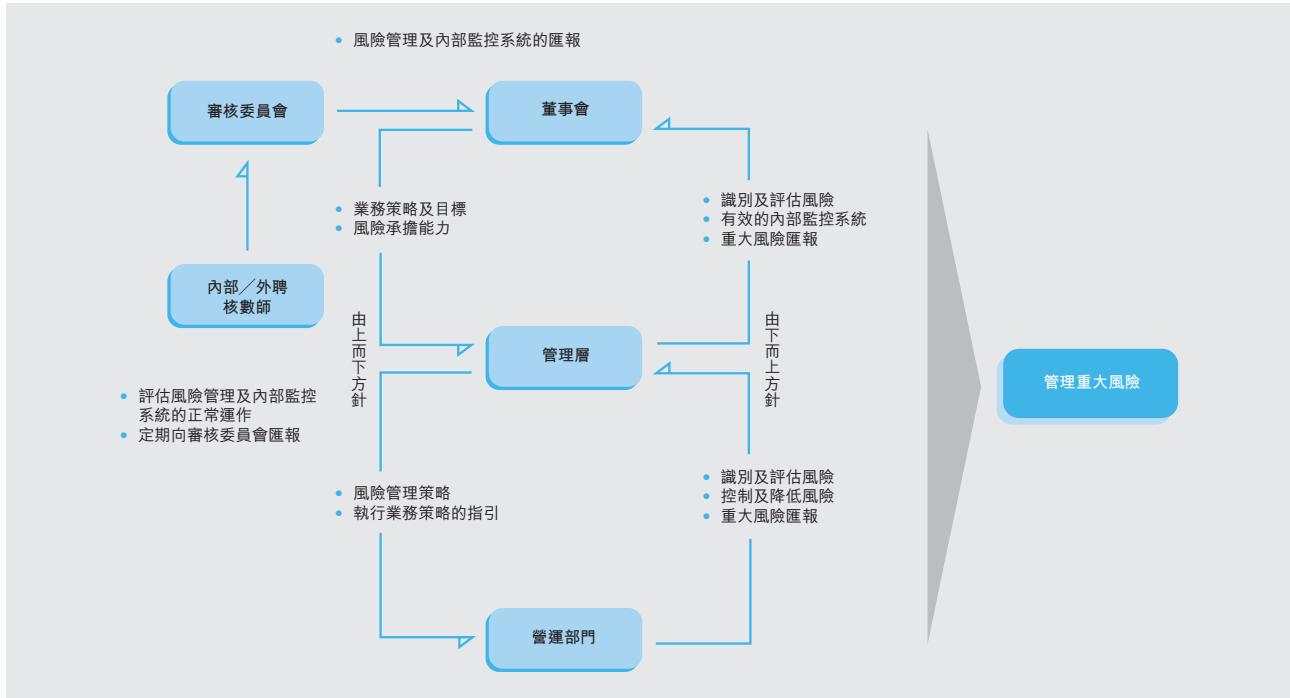 • 風險管理及內部監控系統的匯報
審核委員會
董事會
• 業務策略及目標
• 風險承擔能力
• 識別及評估風險
• 有效的內部監控系統
• 重大風險匯報
內部／外聘
核數師
由上而下方針
管理層
由下而上方針
管理重大風險
• 評估風險管理及內部監控
系統的正常運作
• 定期向審核委員會匯報
• 風險管理策略
• 執行業務策略的指引
• 識別及評估風險
• 控制及降低風險
• 重大風險匯報
營運部門